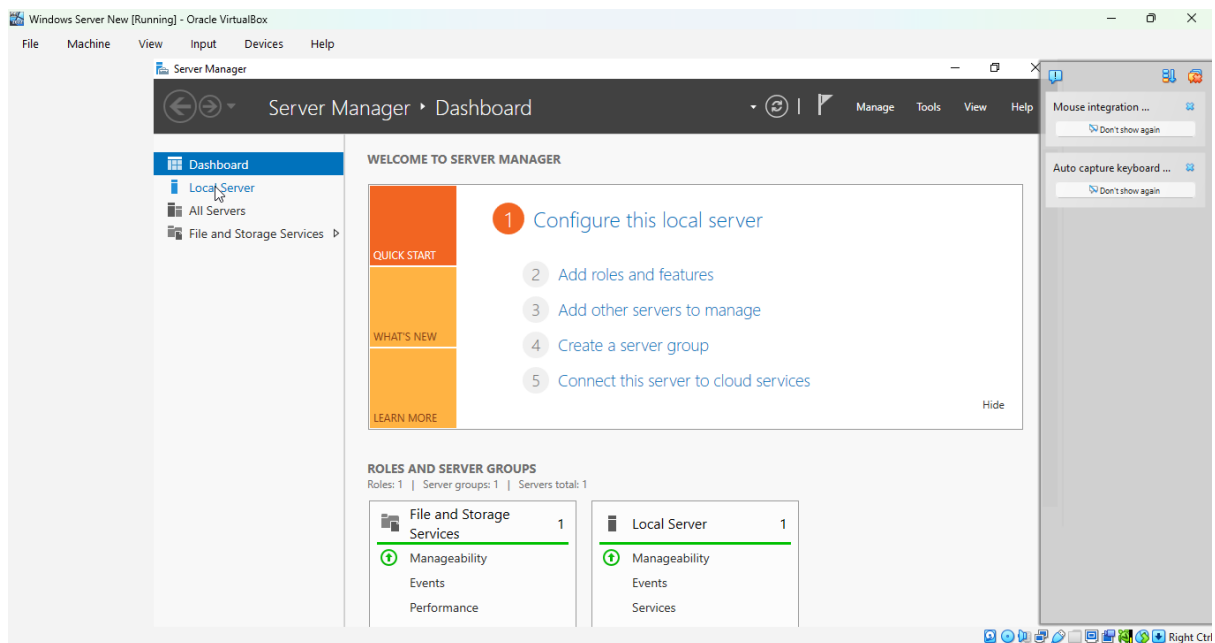 Windows Server New [Running] - Oracle VirtualBox
File Machine View Input Devices Help
Server Manager
Server Manager • Dashboard
Manage Tools View Help
Mouse integration ...
Don't show again
Auto capture keyboard ...
Don't show again
Dashboard
Local Server
All Servers
File and Storage Services
WELCOME TO SERVER MANAGER
QUICK START
WHAT'S NEW
LEARN MORE
1 Configure this local server
2 Add roles and features
3 Add other servers to manage
4 Create a server group
5 Connect this server to cloud services
Hide
ROLES AND SERVER GROUPS
Roles: 1 | Server groups: 1 | Servers total: 1
File and Storage
Services
1
Manageability
Events
Performance
Local Server 1
Manageability
Events
Services
Right Ctrl